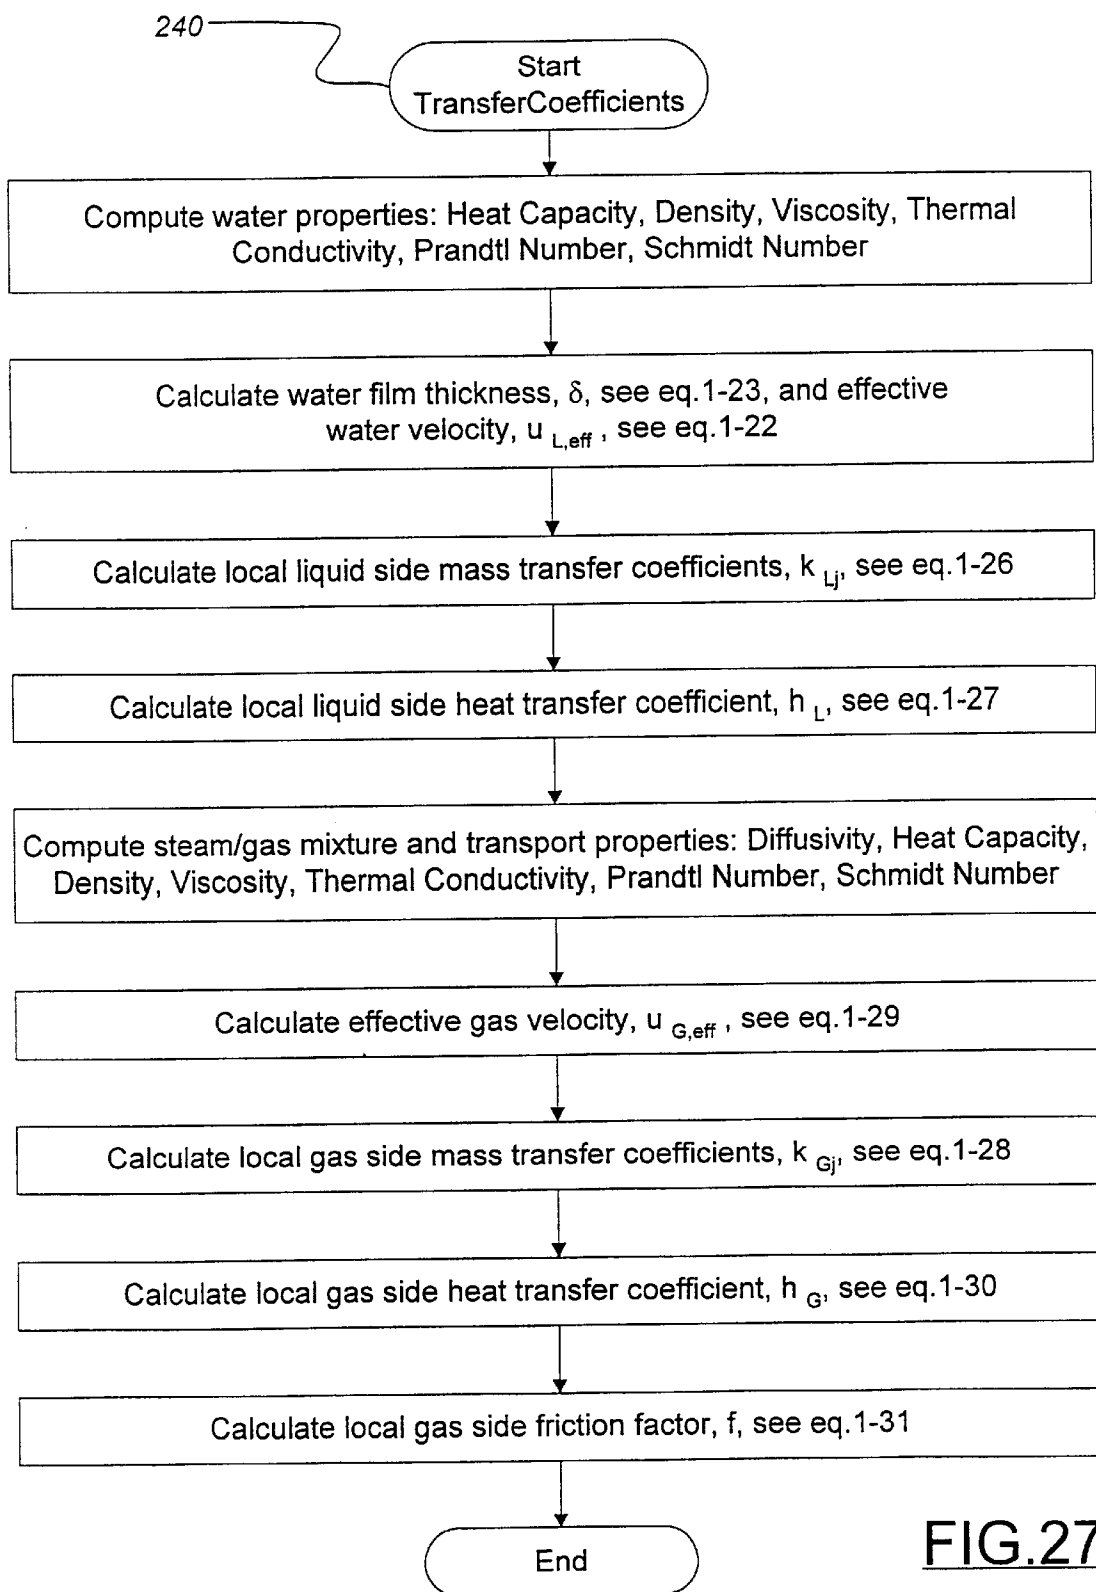 240
Start
TransferCoefficients
Compute water properties: Heat Capacity, Density, Viscosity, Thermal
Conductivity, Prandtl Number, Schmidt Number
Calculate water film thickness, δ, see eq.1-23, and effective
water velocity, u L,eff , see eq.1-22
Calculate local liquid side mass transfer coefficients, k Lj, see eq.1-26
Calculate local liquid side heat transfer coefficient, h L, see eq.1-27
Compute steam/gas mixture and transport properties: Diffusivity, Heat Capacity,
Density, Viscosity, Thermal Conductivity, Prandtl Number, Schmidt Number
Calculate effective gas velocity, u G,eff , see eq.1-29
Calculate local gas side mass transfer coefficients, k Gj, see eq.1-28
Calculate local gas side heat transfer coefficient, h G, see eq.1-30
Calculate local gas side friction factor, f, see eq.1-31
End
FIG.27